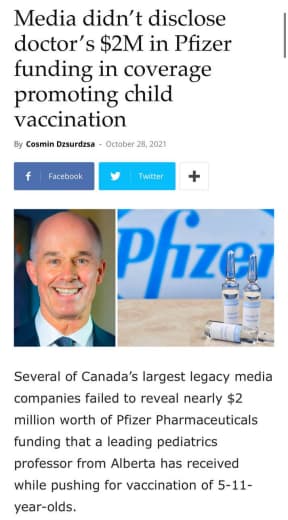 Media didn’t disclose
doctor’s $2M in Pfizer
funding in coverage
promoting child
vaccination
By Cosmin Dzsurdzsa - October 28, 2021
f Facebook Twitter +
Pfizer
Several of Canada’s largest legacy media
companies failed to reveal nearly $2
million worth of Pfizer Pharmaceuticals
funding that a leading pediatrics
professor from Alberta has received
while pushing for vaccination of 5-11-
year-olds.